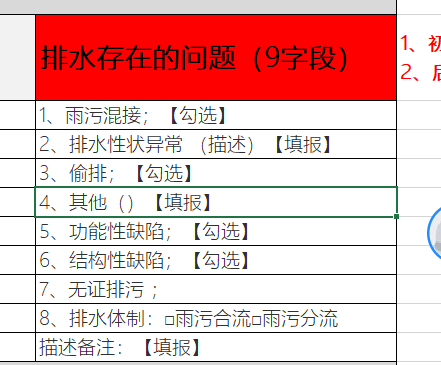 排水存在的问题（9字段）
1、初
2、后
1、雨污混接；【勾选】
2、排水性状异常 （描述）【填报】
3、偷排；【勾选】
4、其他（）【填报】
5、功能性缺陷；【勾选】
6、结构性缺陷；【勾选】
7、无证排污 ；
8、排水体制：□雨污合流□雨污分流
描述备注：【填报】